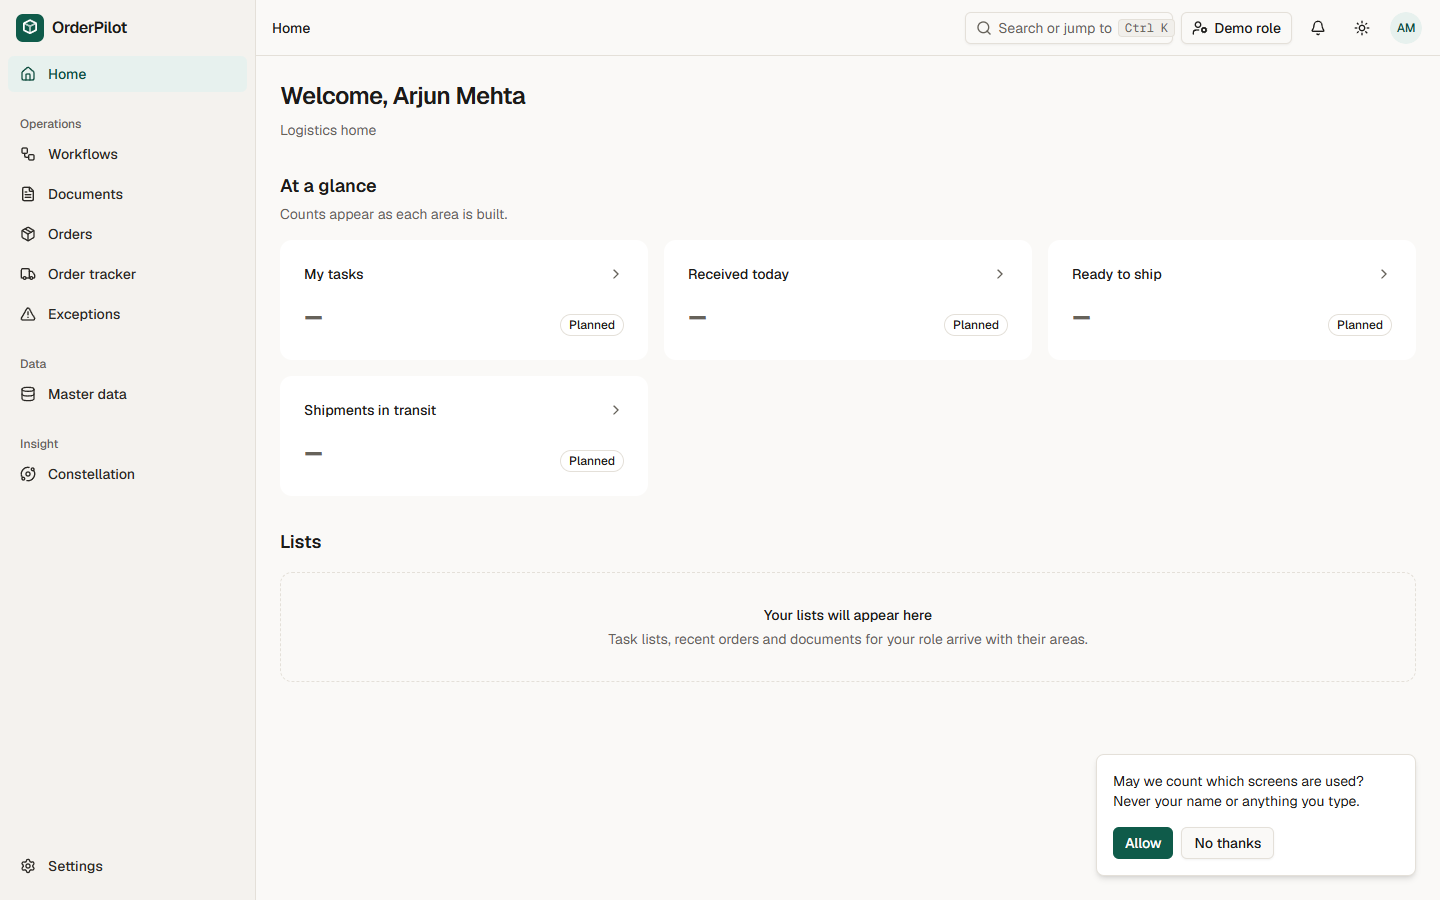 OrderPilot
Home
Operations
Workflows
Documents
Orders
Order tracker
Exceptions
Data
Master data
Insight
Constellation
Settings
Home
Search or jump to
Ctrl K
Demo role
AM
Welcome, Arjun Mehta
Logistics home
At a glance
Counts appear as each area is built.
My tasks
–
Planned
Received today
–
Planned
Ready to ship
–
Planned
Shipments in transit
–
Planned
Lists
Your lists will appear here
Task lists, recent orders and documents for your role arrive with their areas.
May we count which screens are used?
Never your name or anything you type.
Allow
No thanks